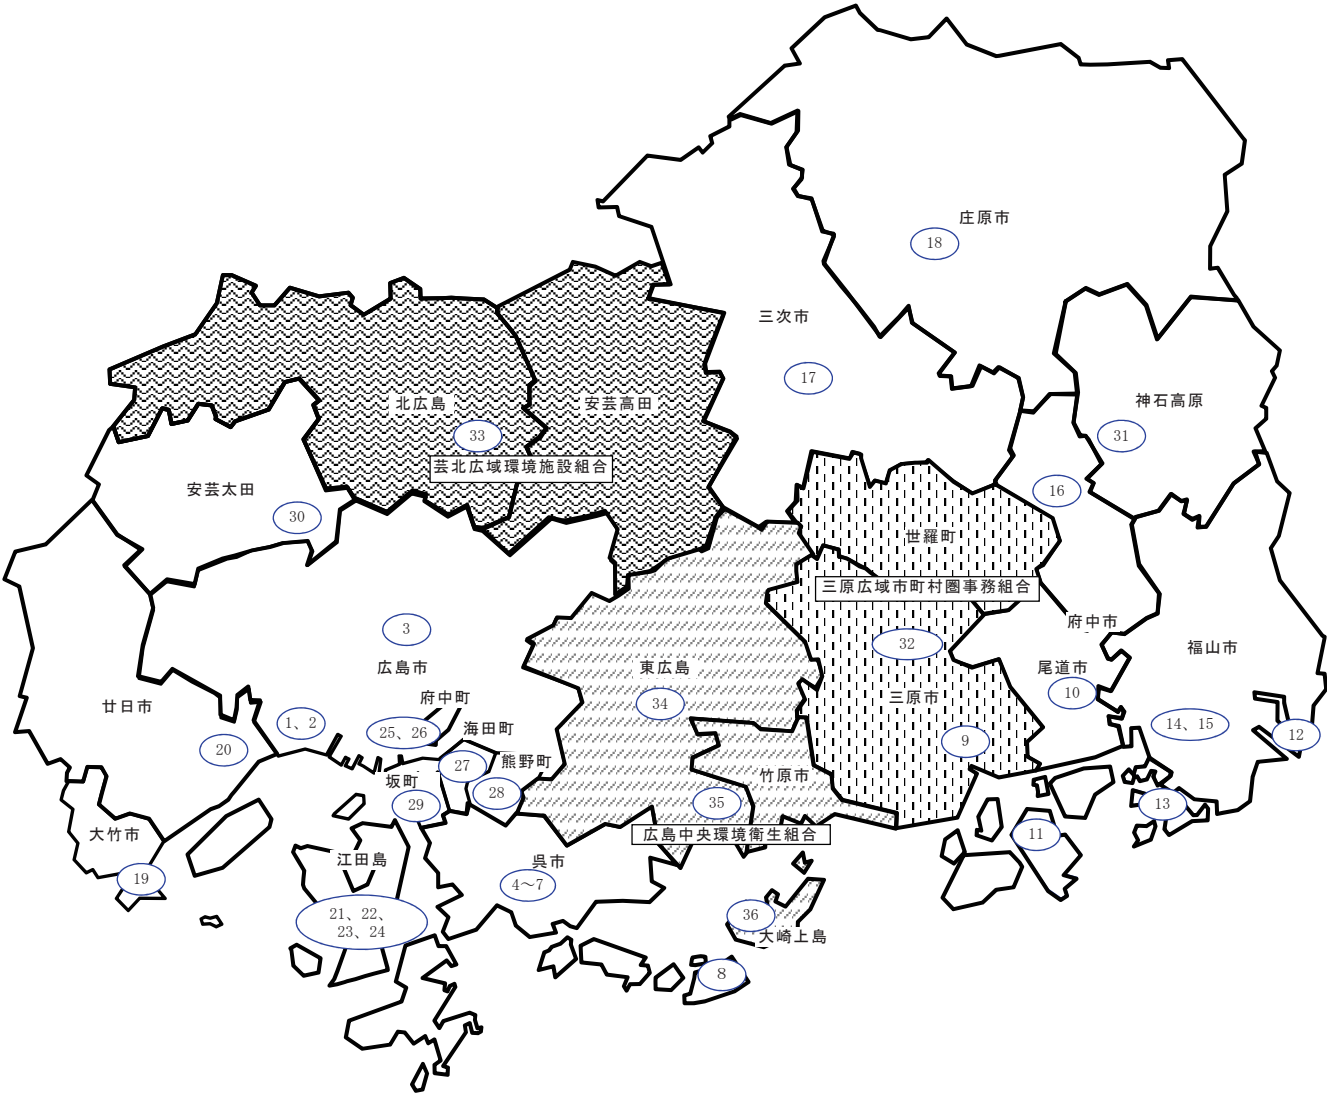 庄原市
18
三次市
17
神石高原
31
北広島
33
安芸高田
芸北広域環境施設組合
安芸太田
30
16
世羅町
三原広域市町村圏事務組合
府中市
3
広島市
32
福山市
東広島
34
尾道市
10
三原市
廿日市
府中町
1、2
25、26
海田町
14、15
12
20
9
熊野町
27
坂町
28
竹原市
29
35
13
大竹市
広島中央環境衛生組合
11
江田島
呉市
19
4～7
21、22、
23、24
36
大崎上島
8